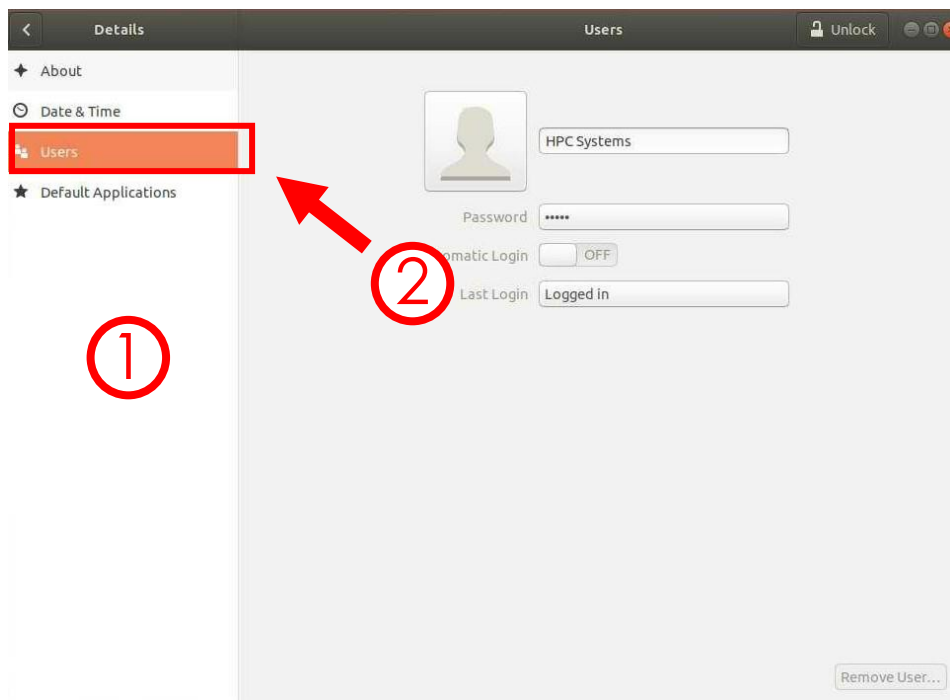 Details
Users
Unlock
About
Date & Time
Users
Default Applications
HPC Systems
Password •••••
omatic Login OFF
Last Login Logged in
①
②
Remove User...